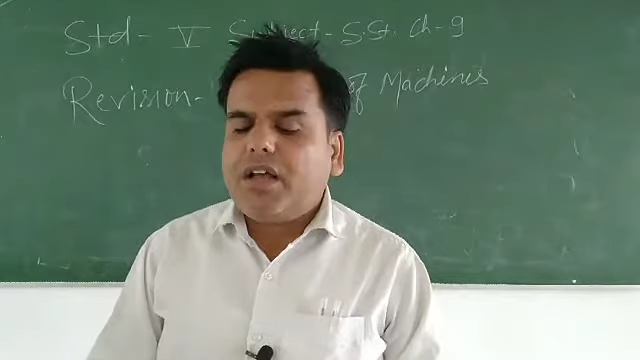 Std- V Subject- S.St. Ch-9
Revision- of Machines